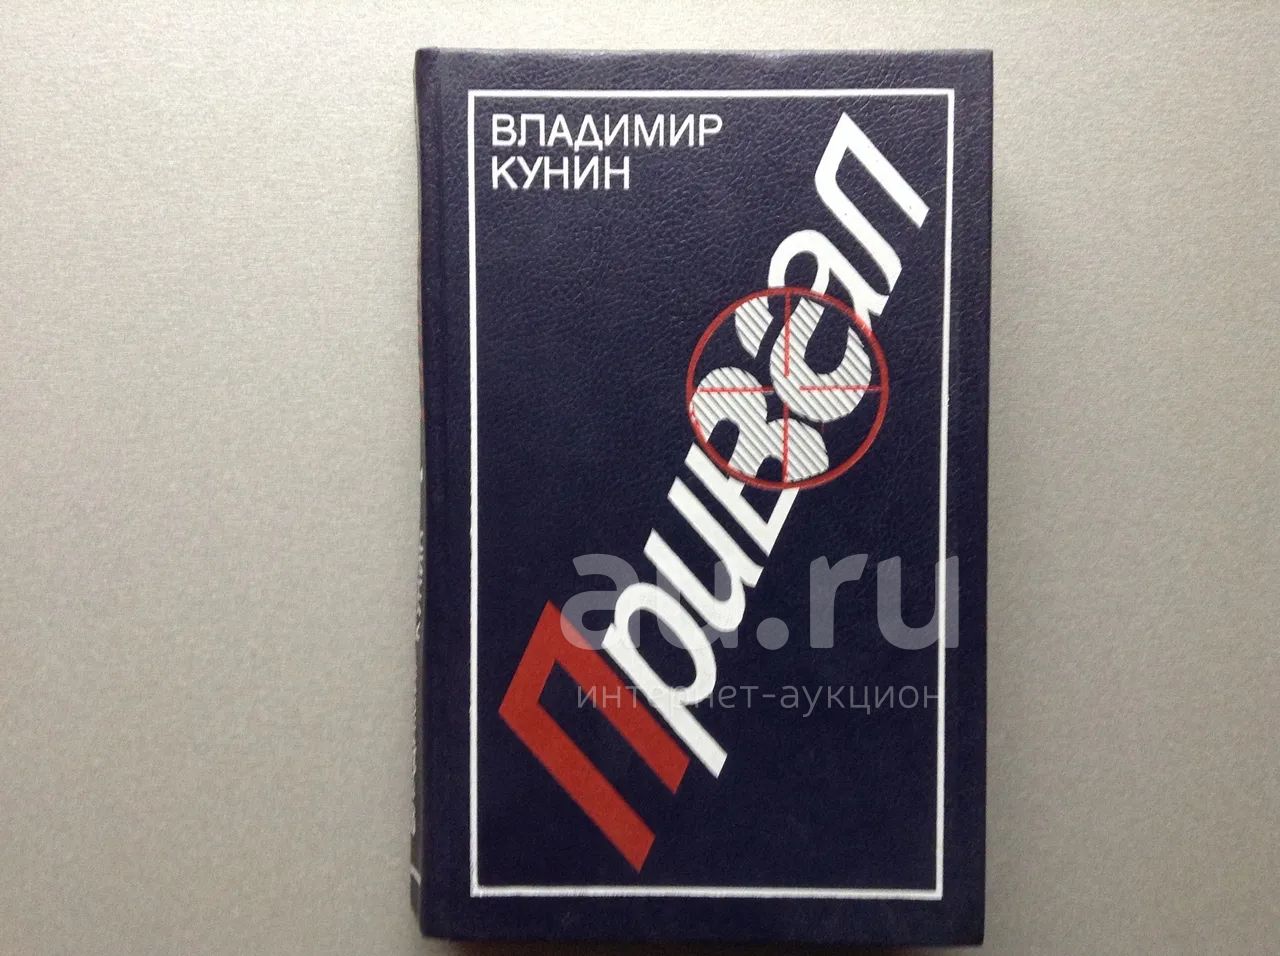 ВЛАДИМИР
КУНИН
Привал
au.ru
интернет-аукцион